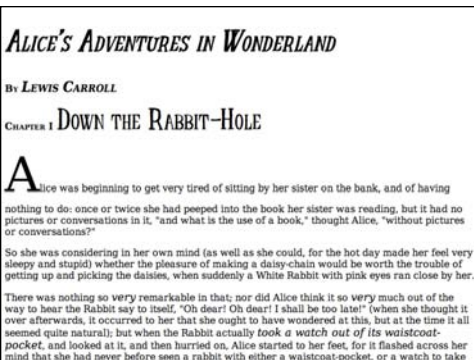 ALICE'S ADVENTURES IN WONDERLAND
BY LEWIS CARROLL
CHAPTER I DOWN THE RABBIT-HOLE
Alice was beginning to get very tired of sitting by her sister on the bank, and of having
nothing to do: once or twice she had peeped into the book her sister was reading, but it had no
pictures or conversations in it, "and what is the use of a book," thought Alice, "without pictures
or conversations?"
So she was considering in her own mind (as well as she could, for the hot day made her feel very
sleepy and stupid) whether the pleasure of making a daisy-chain would be worth the trouble of
getting up and picking the daisies, when suddenly a White Rabbit with pink eyes ran close by her.
There was nothing so very remarkable in that; nor did Alice think it so very much out of the
way to hear the Rabbit say to itself, "Oh dear! Oh dear! I shall be too late!" (when she thought it
over afterwards, it occurred to her that she ought to have wondered at this, but at the time it all
seemed quite natural); but when the Rabbit actually took a watch out of its waistcoat-
pocket, and looked at it, and then hurried on, Alice started to her feet, for it flashed across her
mind that she had never before seen a rabbit with either a waistcoat-pocket, or a watch to take